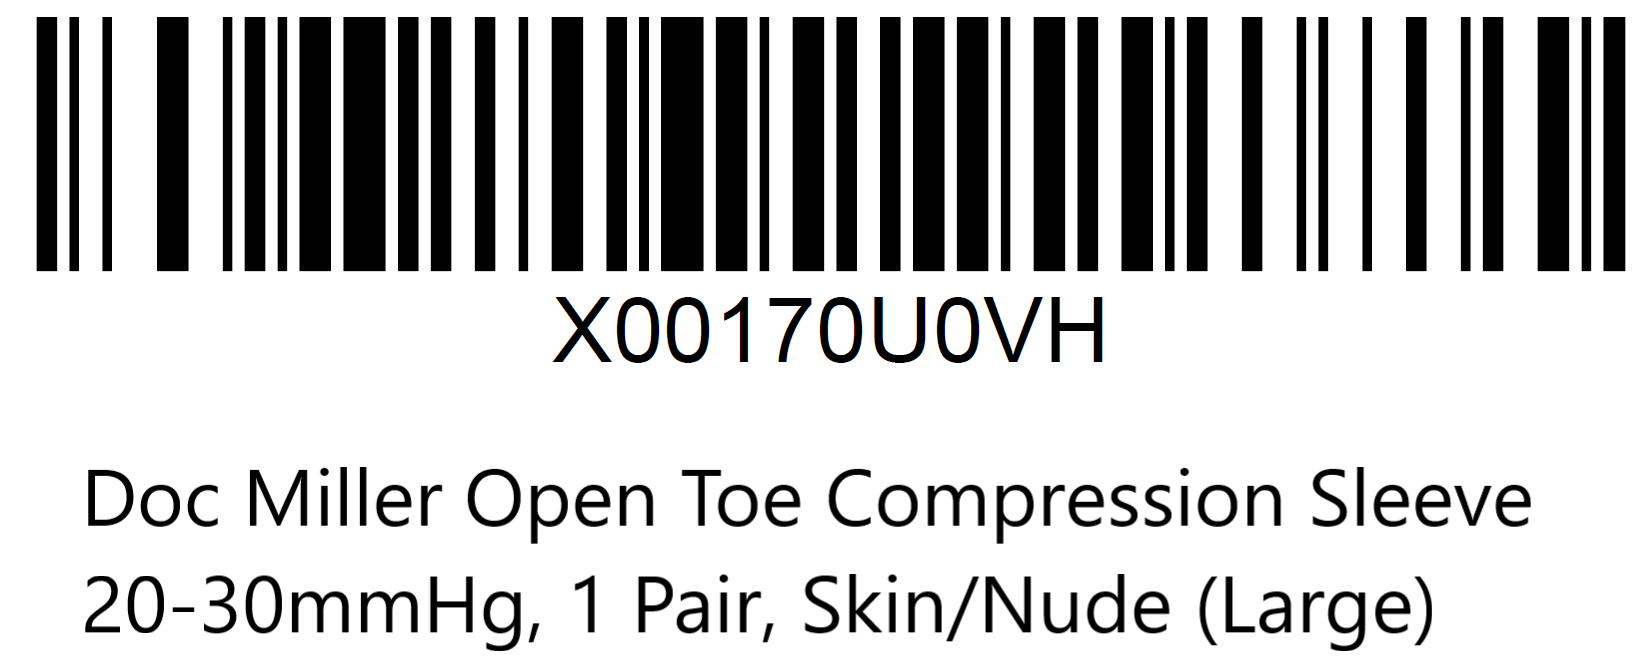 X00170U0VH
Doc Miller Open Toe Compression Sleeve
20-30mmHg, 1 Pair, Skin/Nude (Large)